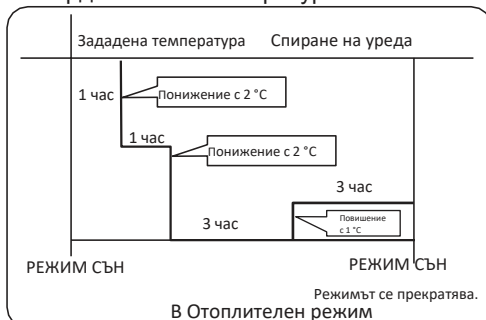 Зададена температура Спиране на уреда
1 час
Понижение с 2 °C
1 час
Понижение с 2 °C
3 час
3 час
Повишение
с 1 °C
РЕЖИМ СЪН
РЕЖИМ СЪН
Режимът се прекратява.
В Отоплителен режим